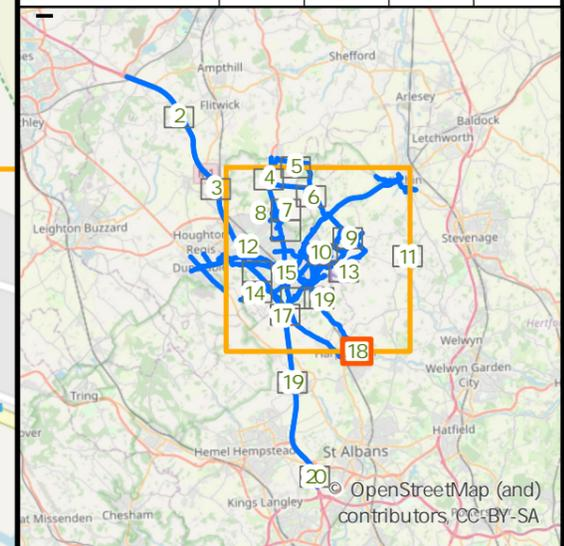 Ampthill
Shefford
Flitwick
Arlesey
2
Baldock
Letchworth
5
4
3
6
8
7
Leighton Buzzard
Stevenage
Houghton
Regis
12
9
10
11
15
13
14
19
17
18
Welwyn
Welwyn Garden
City
Tring
19
Hatfield
Hemel Hempstead
St Albans
20
© OpenStreetMap (and)
Kings Langley
contributors, CC-BY-SA
Chesham